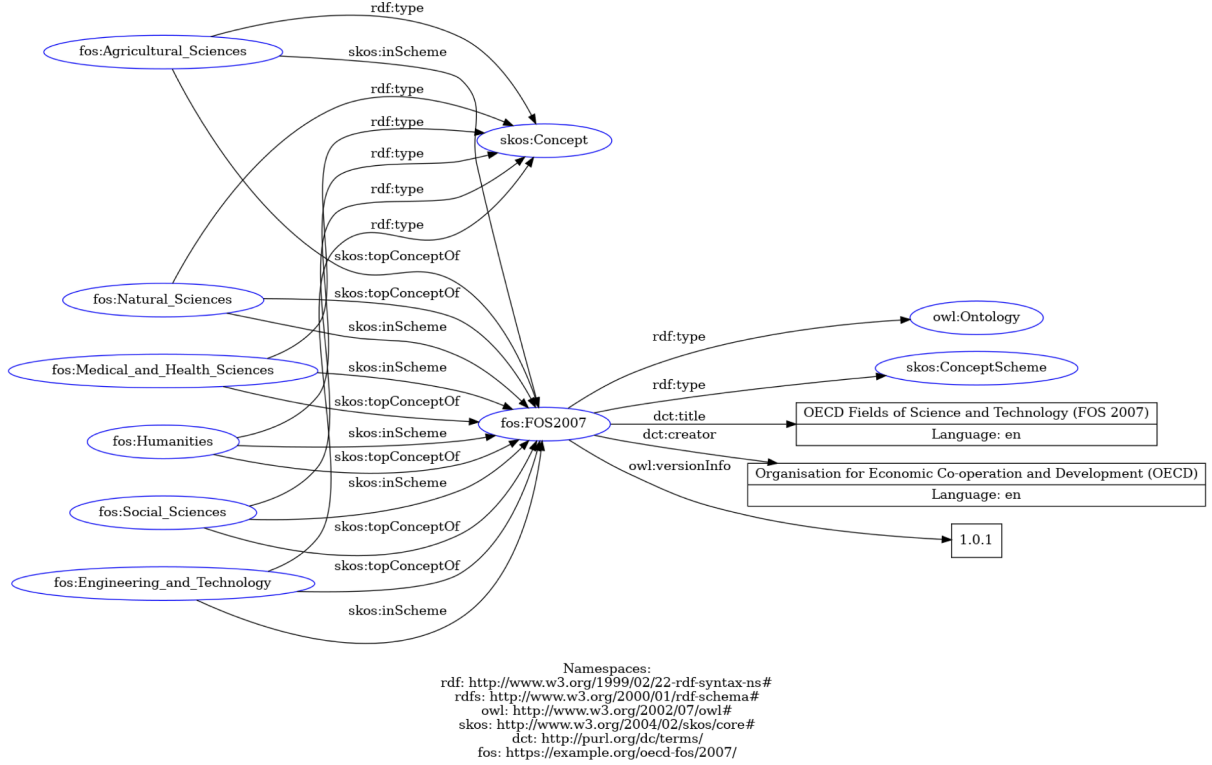 rdf:type
fos:Agricultural_Sciences
skos:inScheme
rdf:type
rdf:type
skos:Concept
rdf:type
rdf:type
rdf:type
skos:topConceptOf
fos:Natural_Sciences
skos:topConceptOf
owl:Ontology
skos:inScheme
rdf:type
fos:Medical_and_Health_Sciences
skos:inScheme
skos:ConceptScheme
rdf:type
skos:topConceptOf
OECD Fields of Science and Technology (FOS 2007)
dct:title
fos:FOS2007
Language: en
dct:creator
fos:Humanities
skos:inScheme
skos:topConceptOf
owl:versionInfo
Organisation for Economic Co-operation and Development (OECD)
Language: en
skos:inScheme
fos:Social_Sciences
skos:topConceptOf
1.0.1
skos:topConceptOf
fos:Engineering_and_Technology
skos:inScheme
Namespaces:
rdf: http://www.w3.org/1999/02/22-rdf-syntax-ns#
rdfs: http://www.w3.org/2000/01/rdf-schema#
owl: http://www.w3.org/2002/07/owl#
skos: http://www.w3.org/2004/02/skos/core#
dct: http://purl.org/dc/terms/
fos: https://example.org/oecd-fos/2007/